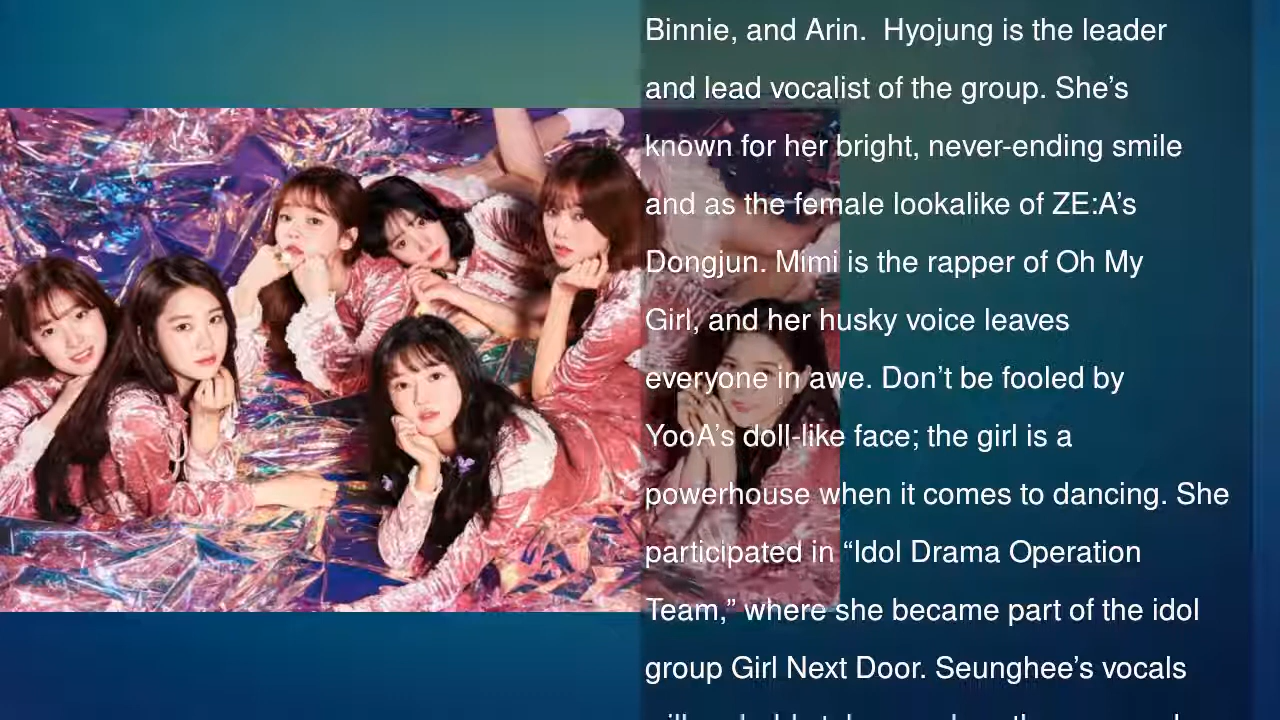 Binnie, and Arin.  Hyojung is the leader
and lead vocalist of the group. She’s
known for her bright, never-ending smile
and as the female lookalike of ZE:A’s
Dongjun. Mimi is the rapper of Oh My
Girl, and her husky voice leaves
everyone in awe. Don’t be fooled by
YooA’s doll-like face; the girl is a
powerhouse when it comes to dancing. She
participated in “Idol Drama Operation
Team,” where she became part of the idol
group Girl Next Door. Seunghee’s vocals